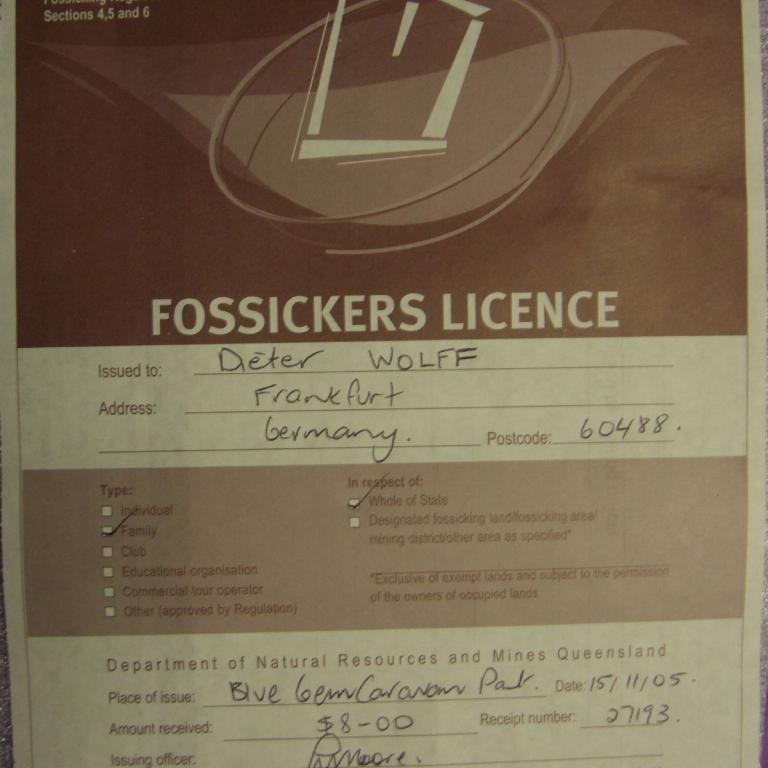 Sections 4,5 and 6
FOSSICKERS LICENCE
Issued to: Dieter WOLFF
Address: Frankfurt
Germany. Postcode: 60488.
Type:
Individual
Family
Club
Educational organisation
Commercial tour operator
Other (approved by Regulation)
In respect of:
Whole of State
Designated fossicking land/fossicking area/
mining district/other area as specified*
*Exclusive of exempt lands and subject to the permission
of the owners of occupied lands.
Department of Natural Resources and Mines Queensland
Place of issue: Blue Gem Caravan Park. Date: 15/11/05.
Amount received: $8-00 Receipt number: 27193.
Issuing officer: Moore.